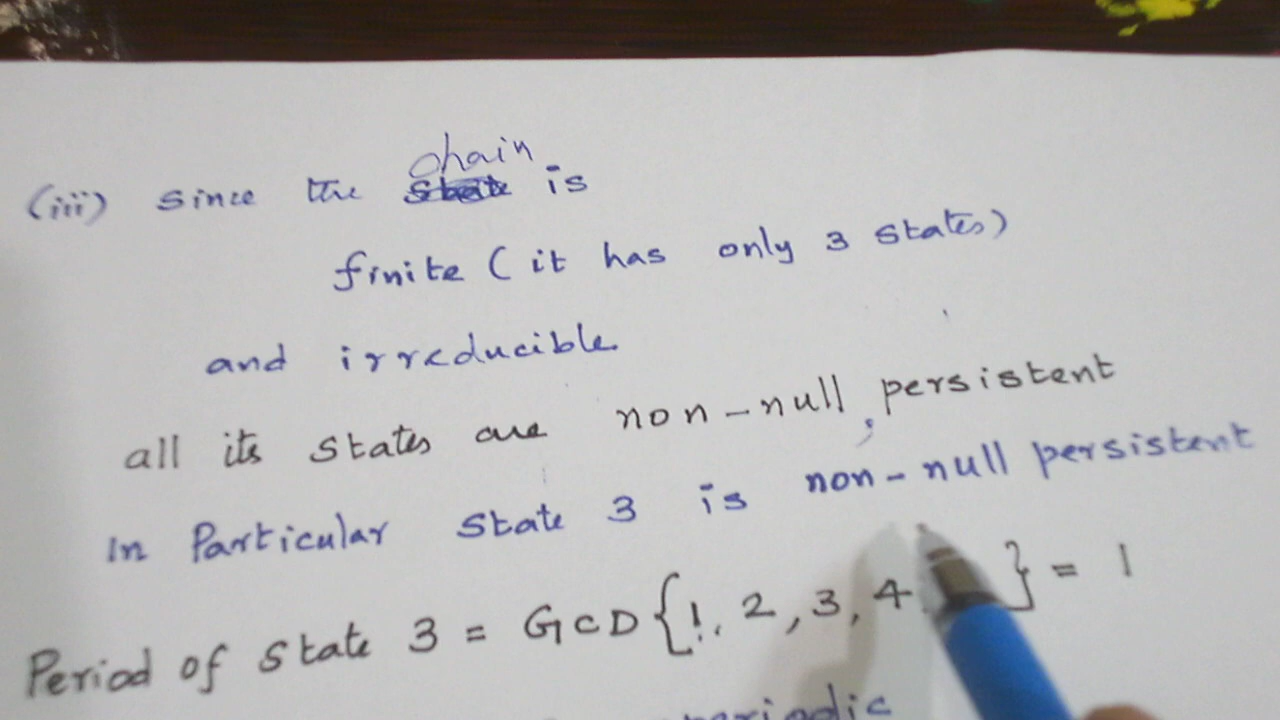 (iii) Since the chain is
finite (it has only 3 states)
and irreducible.
all its states are non-null, persistent
In Particular State 3 is non-null persistent
Period of state 3 = GCD {1, 2, 3, 4 } = 1